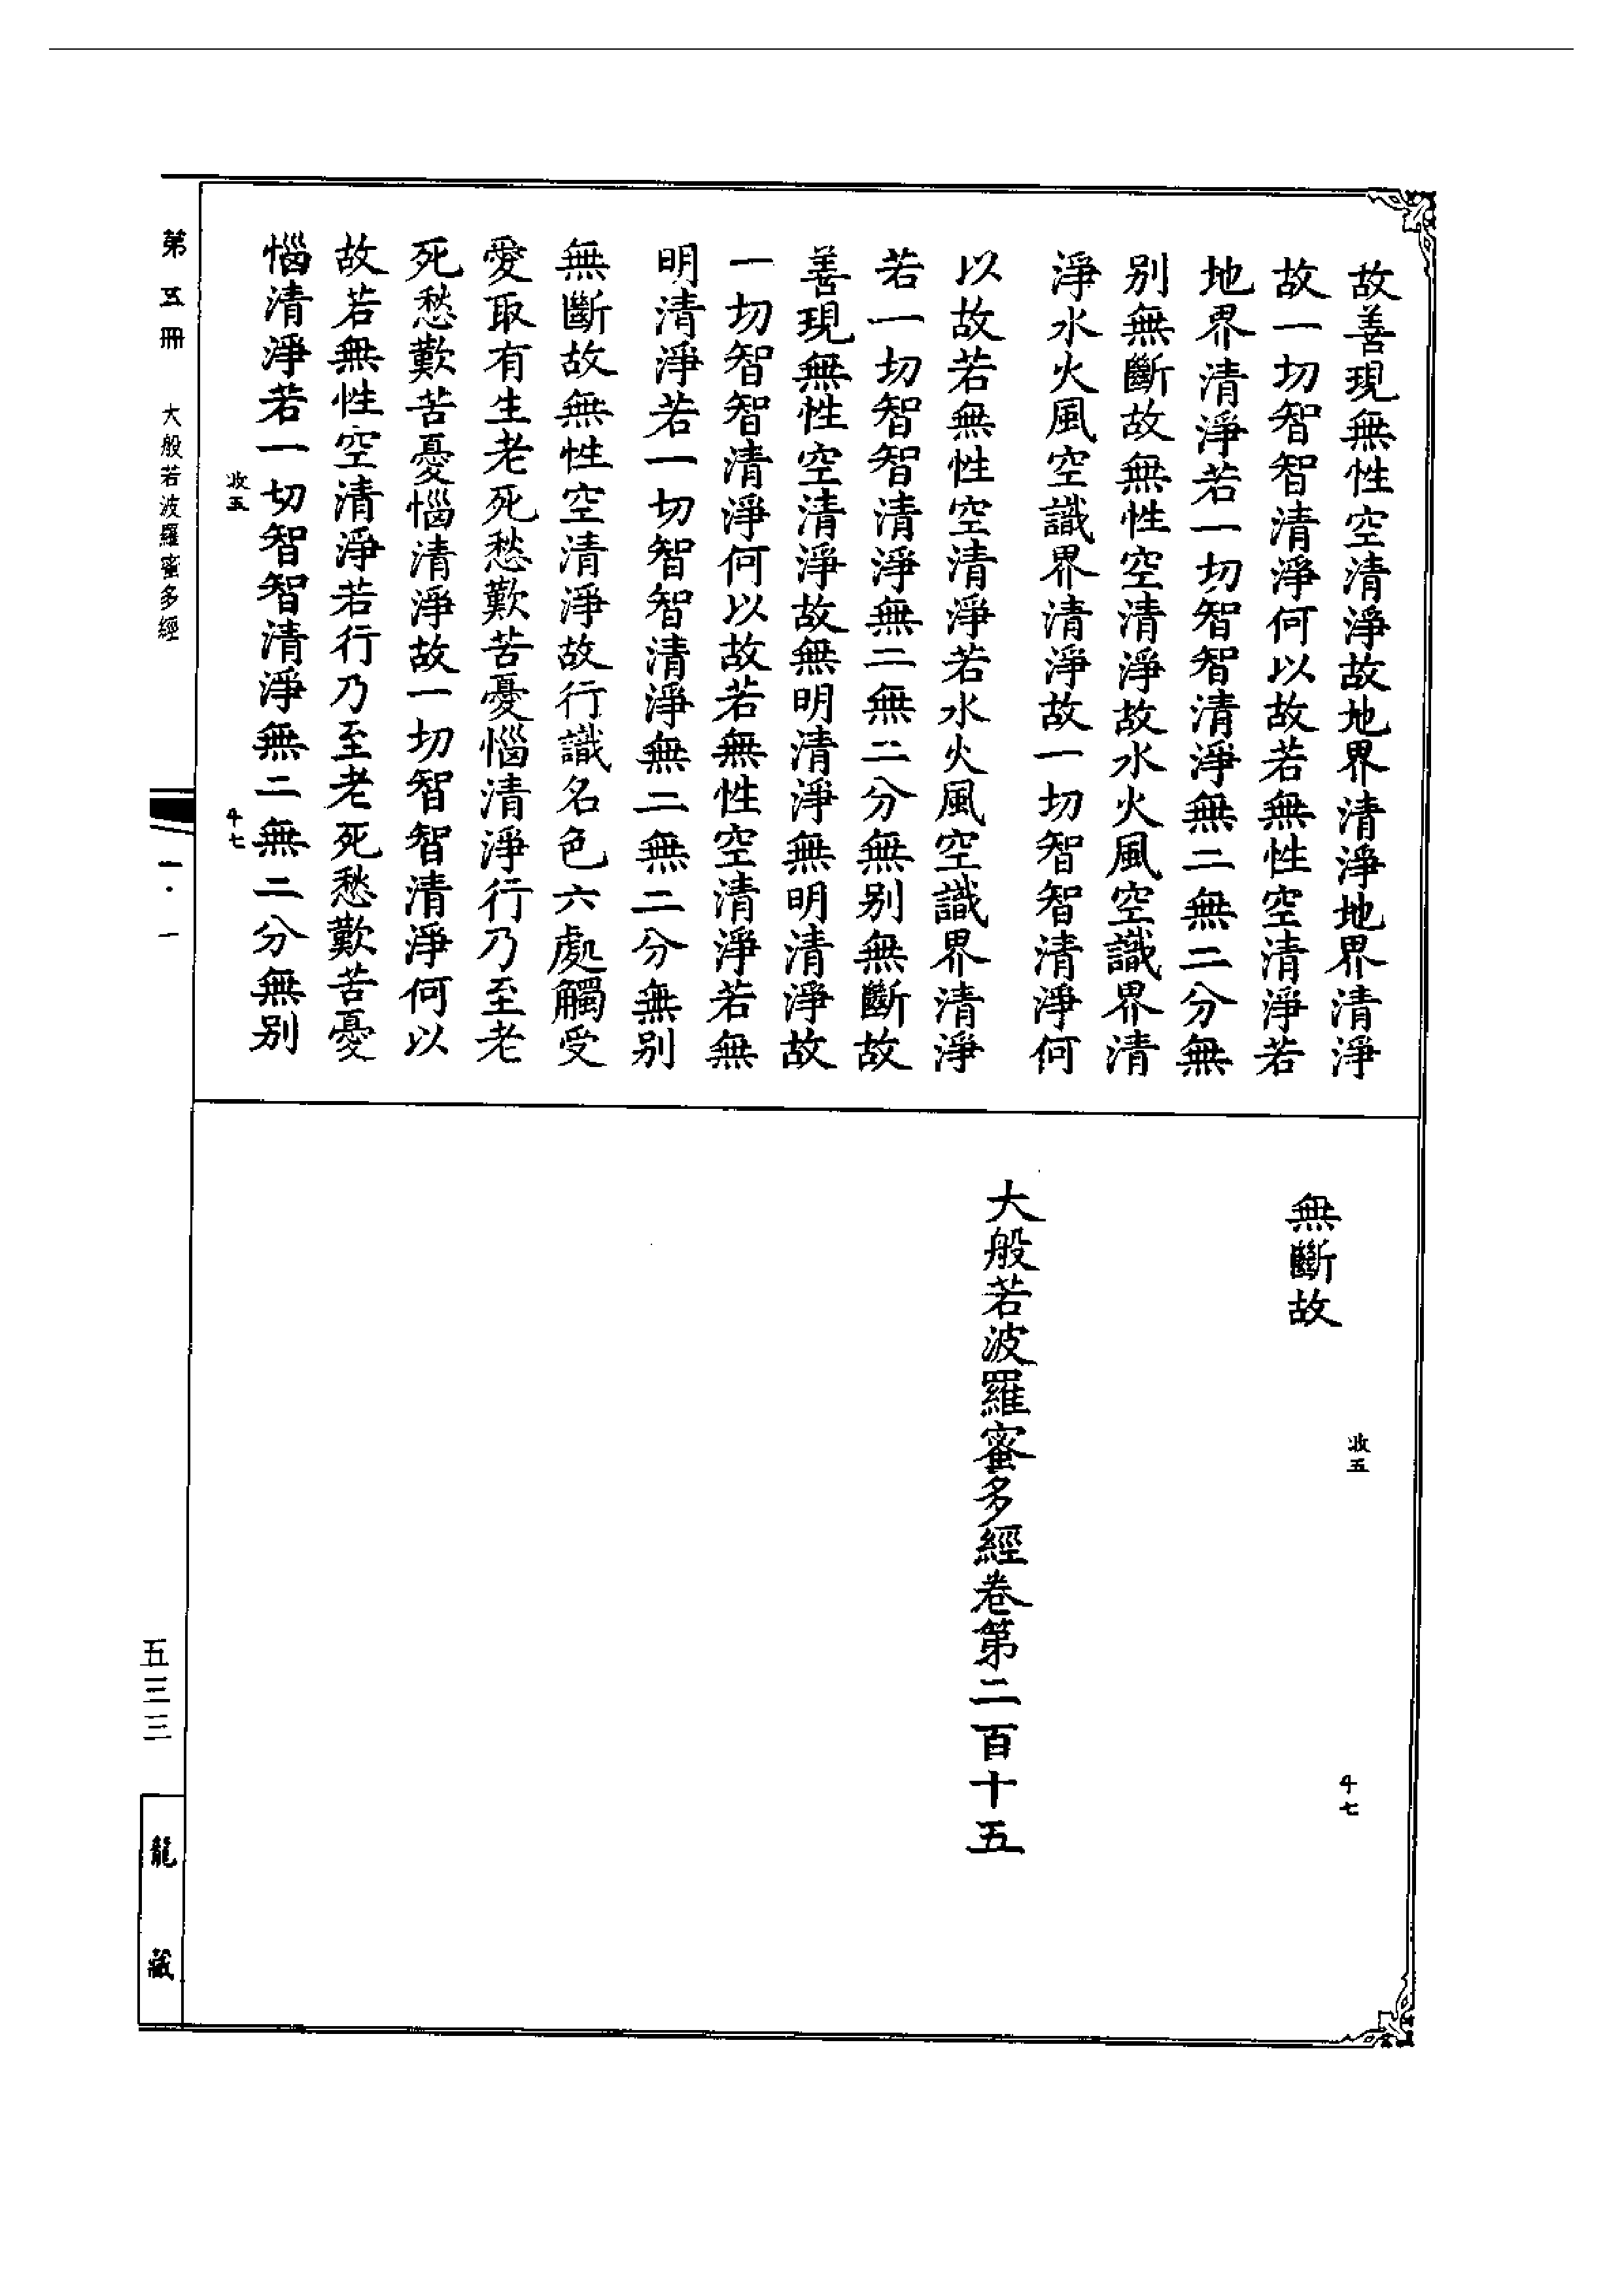 故善現無性空清淨故地界清淨地界清淨
故一切智智清淨何以故若無性空清淨若
地界清淨若一切智智清淨無二無二分無
別無斷故無性空清淨故水火風空識界清
淨水火風空識界清淨故一切智智清淨何
以故若無性空清淨若水火風空識界清淨
若一切智智清淨無二無二分無別無斷故
善現無性空清淨故無明清淨無明清淨故
一切智智清淨何以故若無性空清淨若無
明清淨若一切智智清淨無二無二分無別
無斷故無性空清淨故行識名色六處觸受
愛取有生老死愁歎苦憂惱清淨行乃至老
死愁歎苦憂惱清淨故一切智智清淨何以
故若無性空清淨若行乃至老死愁歎苦憂
惱清淨若一切智智清淨無二無二分無別
收五
十七
無斷故
收五
十七
大般若波羅蜜多經卷第二百十五
第五冊
大般若波羅蜜多經
一·一
五三三
龍藏